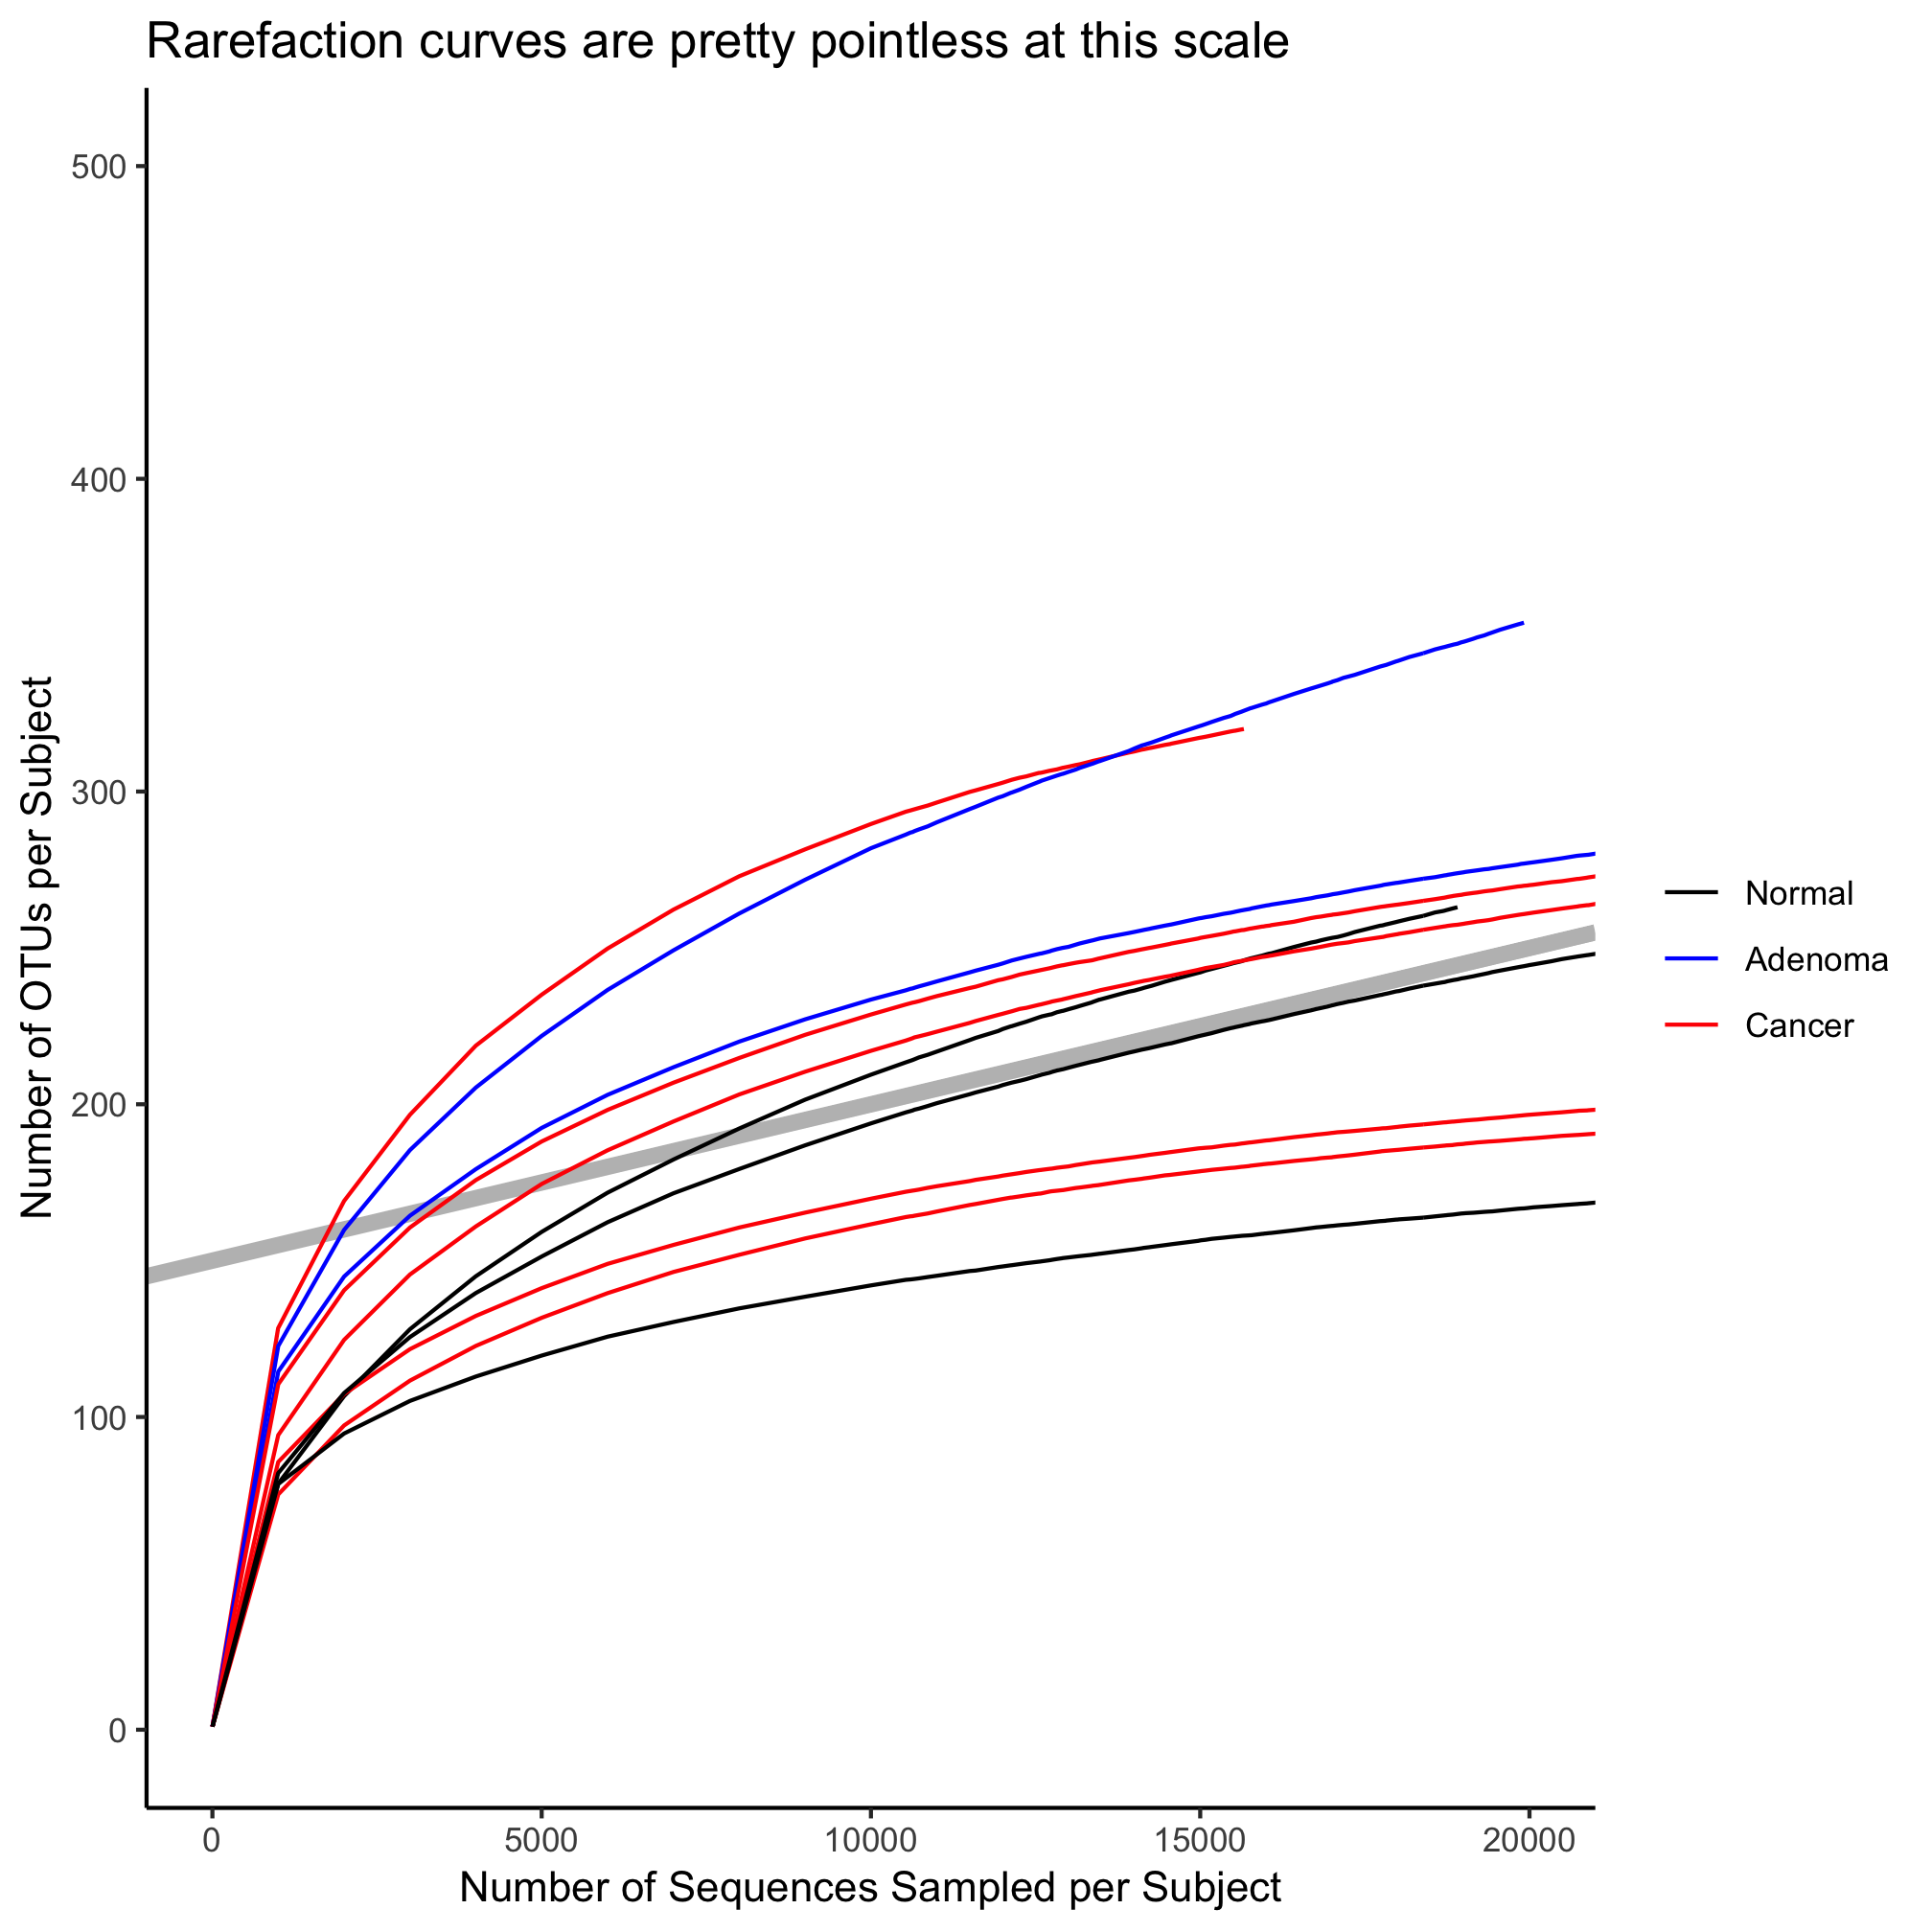 Rarefaction curves are pretty pointless at this scale
Number of OTUs per Subject
500
400
300
200
100
0
0 5000 10000 15000 20000
Number of Sequences Sampled per Subject
Normal
Adenoma
Cancer